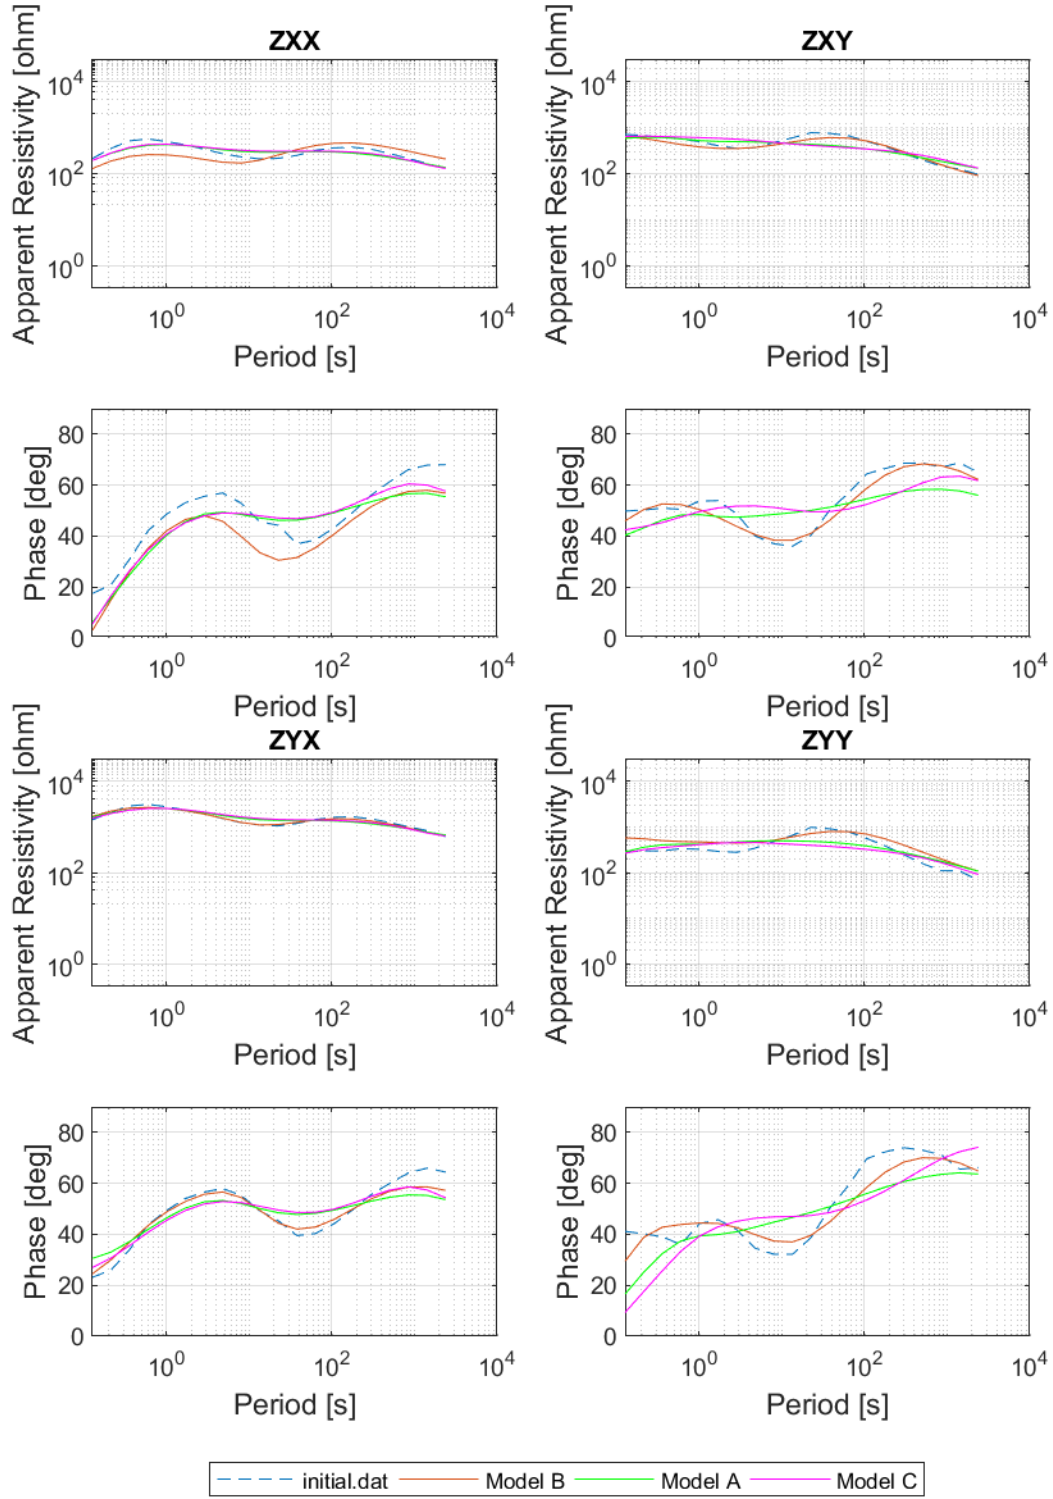 ZXX
Apparent Resistivity [ohm]
10^4
10^2
10^0
10^0 10^2 10^4
Period [s]
ZXY
Apparent Resistivity [ohm]
10^4
10^2
10^0
10^0 10^2 10^4
Period [s]
Phase [deg]
80
60
40
20
0
10^0 10^2 10^4
Period [s]
Phase [deg]
80
60
40
20
0
10^0 10^2 10^4
Period [s]
ZYX
Apparent Resistivity [ohm]
10^4
10^2
10^0
10^0 10^2 10^4
Period [s]
ZYY
Apparent Resistivity [ohm]
10^4
10^2
10^0
10^0 10^2 10^4
Period [s]
Phase [deg]
80
60
40
20
0
10^0 10^2 10^4
Period [s]
Phase [deg]
80
60
40
20
0
10^0 10^2 10^4
Period [s]
initial.dat Model B Model A Model C